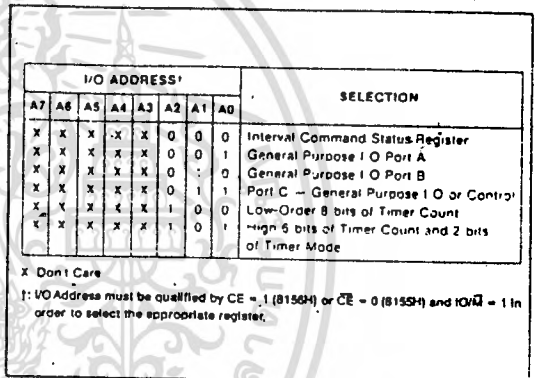 I/O ADDRESS†
SELECTION
A7 A6 A5 A4 A3 A2 A1 A0
X X X X X 0 0 0 Interval Command Status Register
X X X X X 0 0 1 General Purpose I O Port A
X X X X X 0 : 0 General Purpose I O Port B
X X X X X 0 1 1 Port C — General Purpose I O or Control
X X X X X 1 0 0 Low-Order 8 bits of Timer Count
X X X X X 1 0 1 High 6 bits of Timer Count and 2 bits
of Timer Mode
X Don't Care
†: I/O Address must be qualified by CE = 1 (8156H) or C̅E̅ = 0 (8155H) and IO/M̅ = 1 in
order to select the appropriate register.